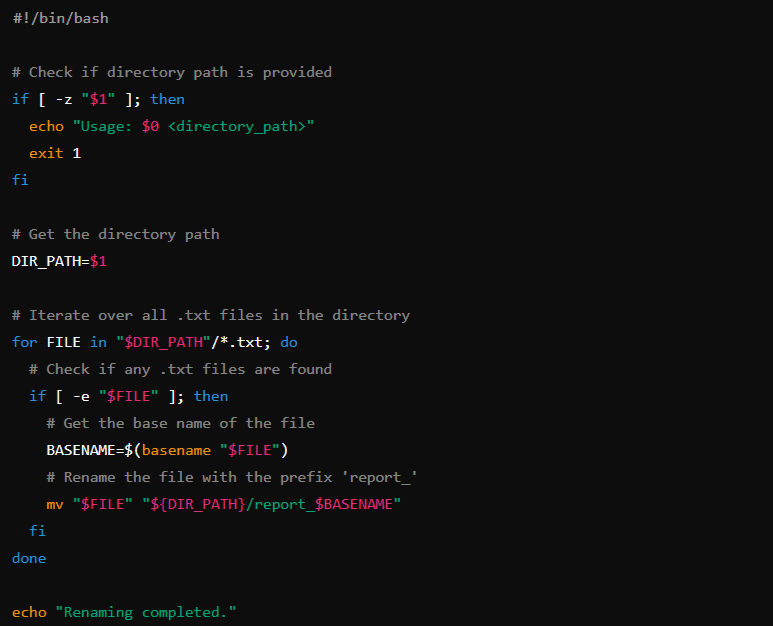 #!/bin/bash
# Check if directory path is provided
if [ -z "$1" ]; then
  echo "Usage: $0 <directory_path>"
  exit 1
fi
# Get the directory path
DIR_PATH=$1
# Iterate over all .txt files in the directory
for FILE in "$DIR_PATH"/*.txt; do
  # Check if any .txt files are found
  if [ -e "$FILE" ]; then
    # Get the base name of the file
    BASENAME=$(basename "$FILE")
    # Rename the file with the prefix 'report_'
    mv "$FILE" "${DIR_PATH}/report_$BASENAME"
  fi
done
echo "Renaming completed."